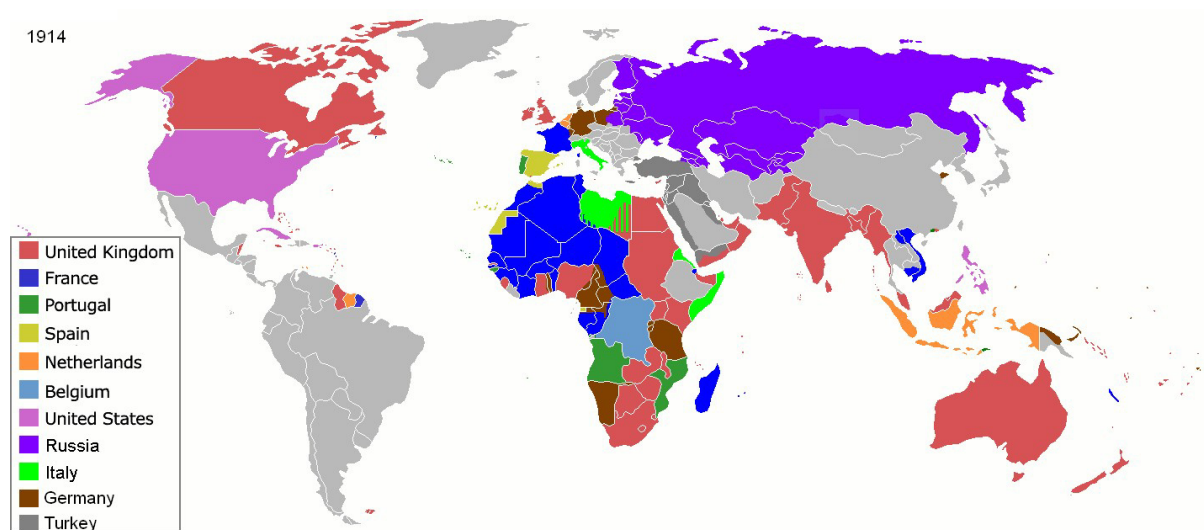 1914
United Kingdom
France
Portugal
Spain
Netherlands
Belgium
United States
Russia
Italy
Germany
Turkey